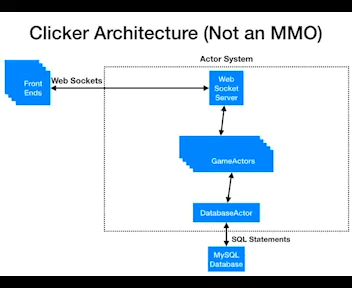 Clicker Architecture (Not an MMO)
Actor System
Front
Ends
Web Sockets
Web
Socket
Server
GameActors
DatabaseActor
SQL Statements
MySQL
Database